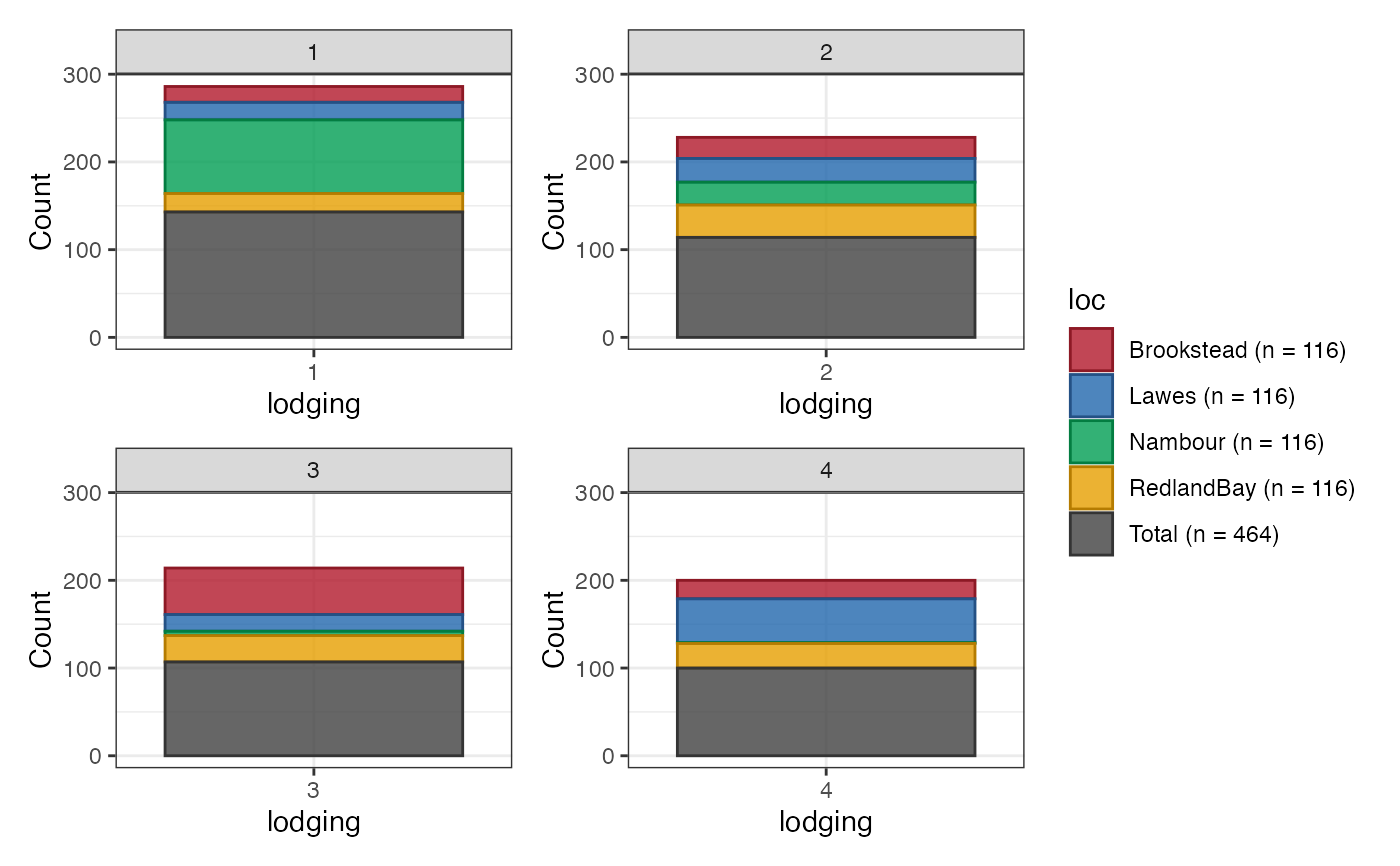 1
300
200
100
0
Count
1
lodging
2
300
200
100
0
Count
2
lodging
3
300
200
100
0
Count
3
lodging
4
300
200
100
0
Count
4
lodging
loc
Brookstead (n = 116)
Lawes (n = 116)
Nambour (n = 116)
RedlandBay (n = 116)
Total (n = 464)